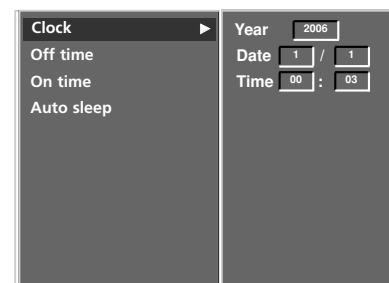 Clock ▶
Off time
On time
Auto sleep
Year 2006
Date 1 / 1
Time 00 : 03